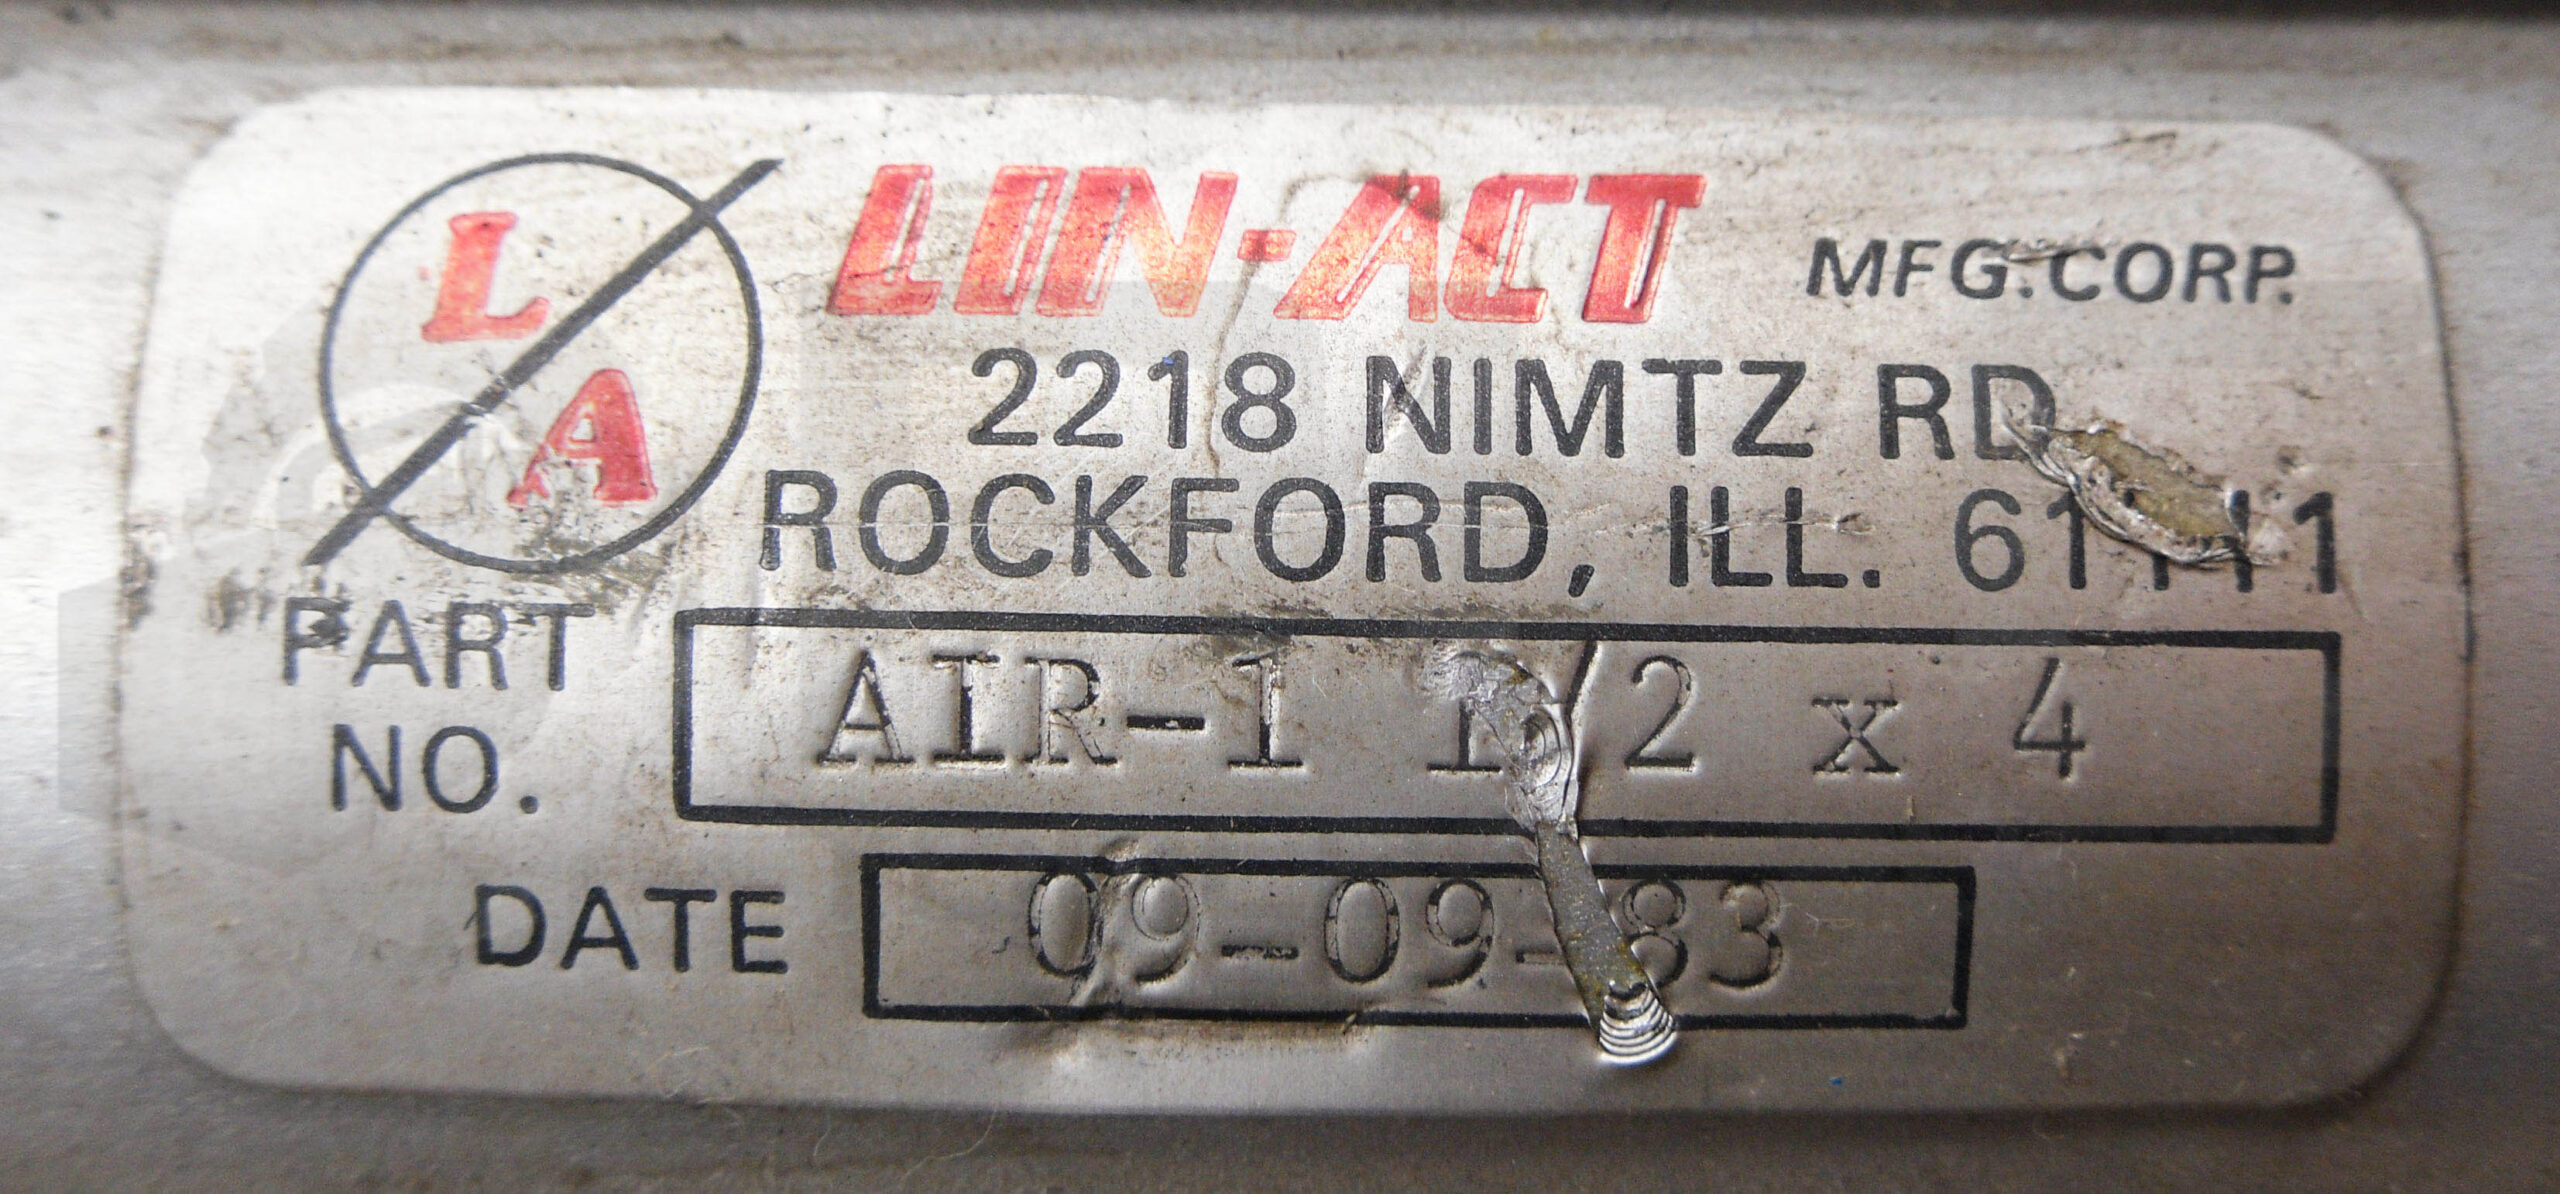 L
A
LIN-ACT MFG. CORP.
2218 NIMTZ RD
ROCKFORD, ILL. 61111
PART NO. AIR-1 1/2 x 4
DATE 09-09-83